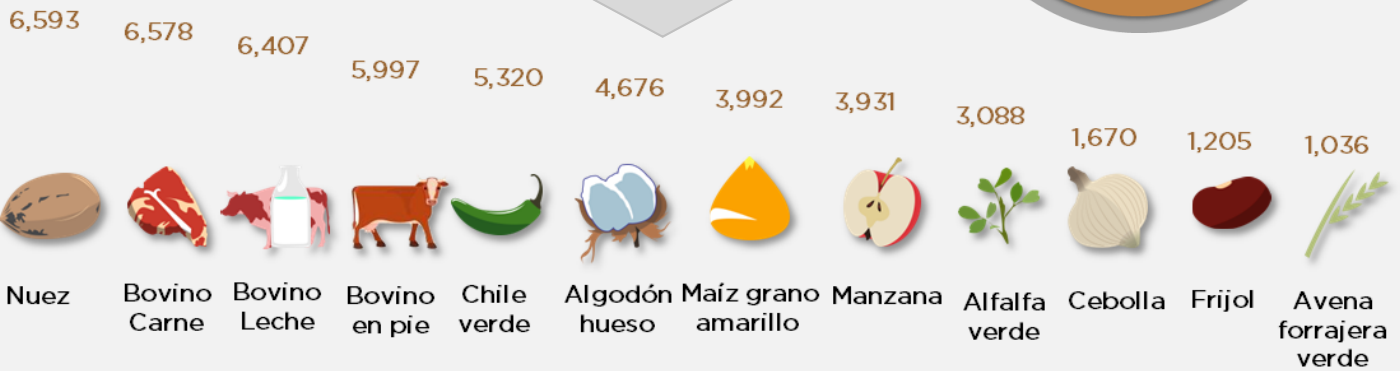 6,593
6,578
6,407
5,997
5,320
4,676
3,992
3,931
3,088
1,670
1,205
1,036
Nuez
Bovino
Carne
Bovino
Leche
Bovino
en pie
Chile
verde
Algodón
hueso
Maíz grano
amarillo
Manzana
Alfalfa
verde
Cebolla
Frijol
Avena
forrajera
verde